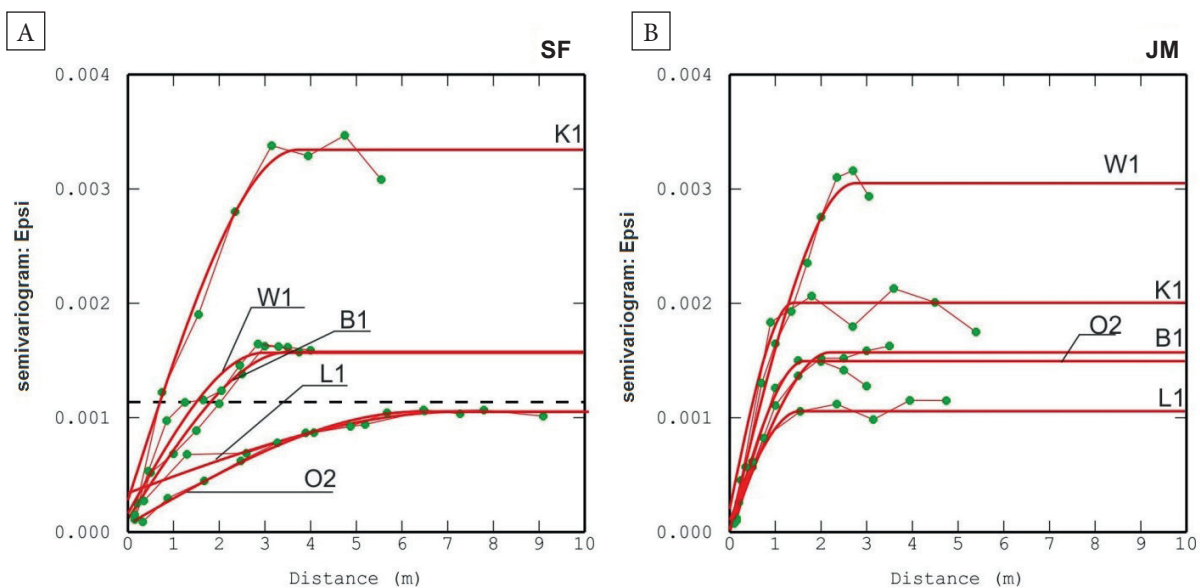 A
SF
semivariogram: Epsi
0.004
0.003
0.002
0.001
0.000
K1
W1
B1
L1
O2
0 1 2 3 4 5 6 7 8 9 10
Distance (m)
B
JM
semivariogram: Epsi
0.004
0.003
0.002
0.001
0.000
W1
K1
O2
B1
L1
0 1 2 3 4 5 6 7 8 9 10
Distance (m)